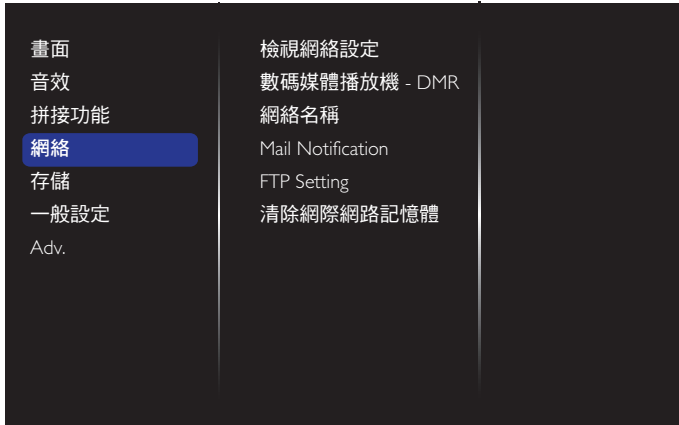 畫面
音效
拼接功能
網絡
存儲
一般設定
Adv.
檢視網絡設定
數碼媒體播放機 - DMR
網絡名稱
Mail Notification
FTP Setting
清除網際網路記憶體